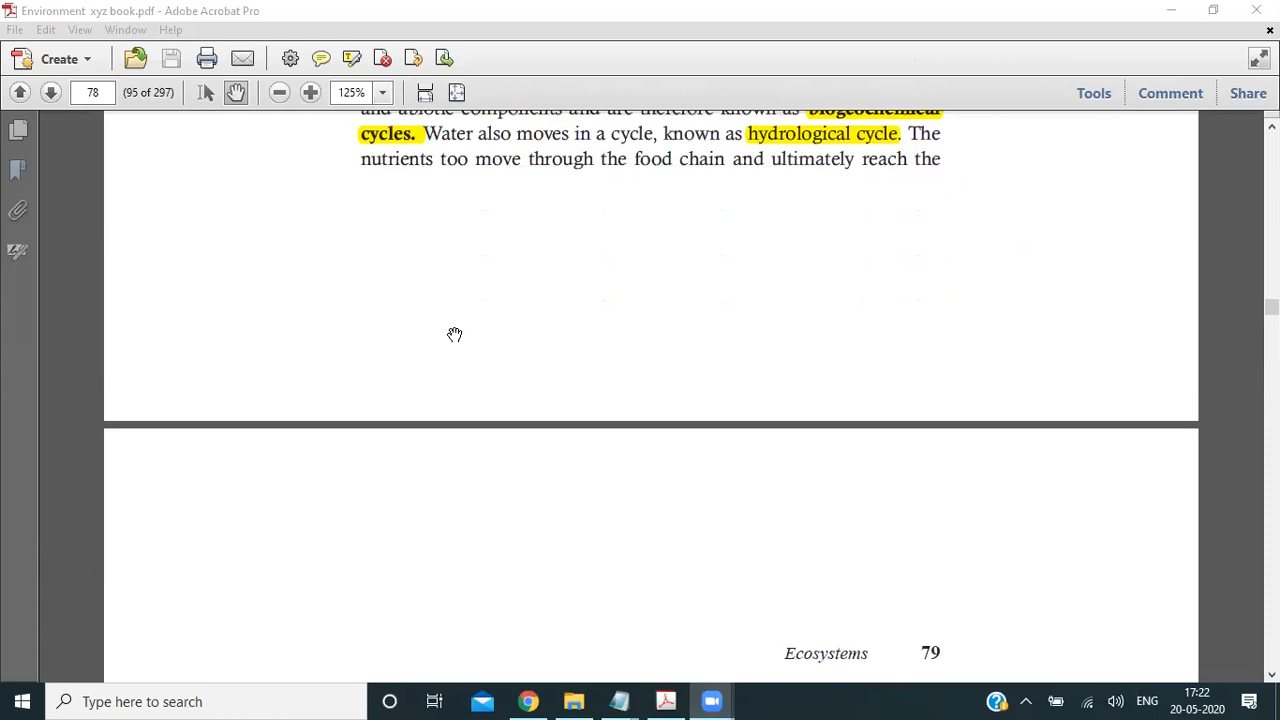 Environment xyz book.pdf - Adobe Acrobat Pro
File Edit View Window Help
Create
78 (95 of 297) 125% Tools Comment Share
and abiotic components and are therefore known as biogeochemical
cycles. Water also moves in a cycle, known as hydrological cycle. The
nutrients too move through the food chain and ultimately reach the
Ecosystems 79
Type here to search
ENG
17:22
20-05-2020